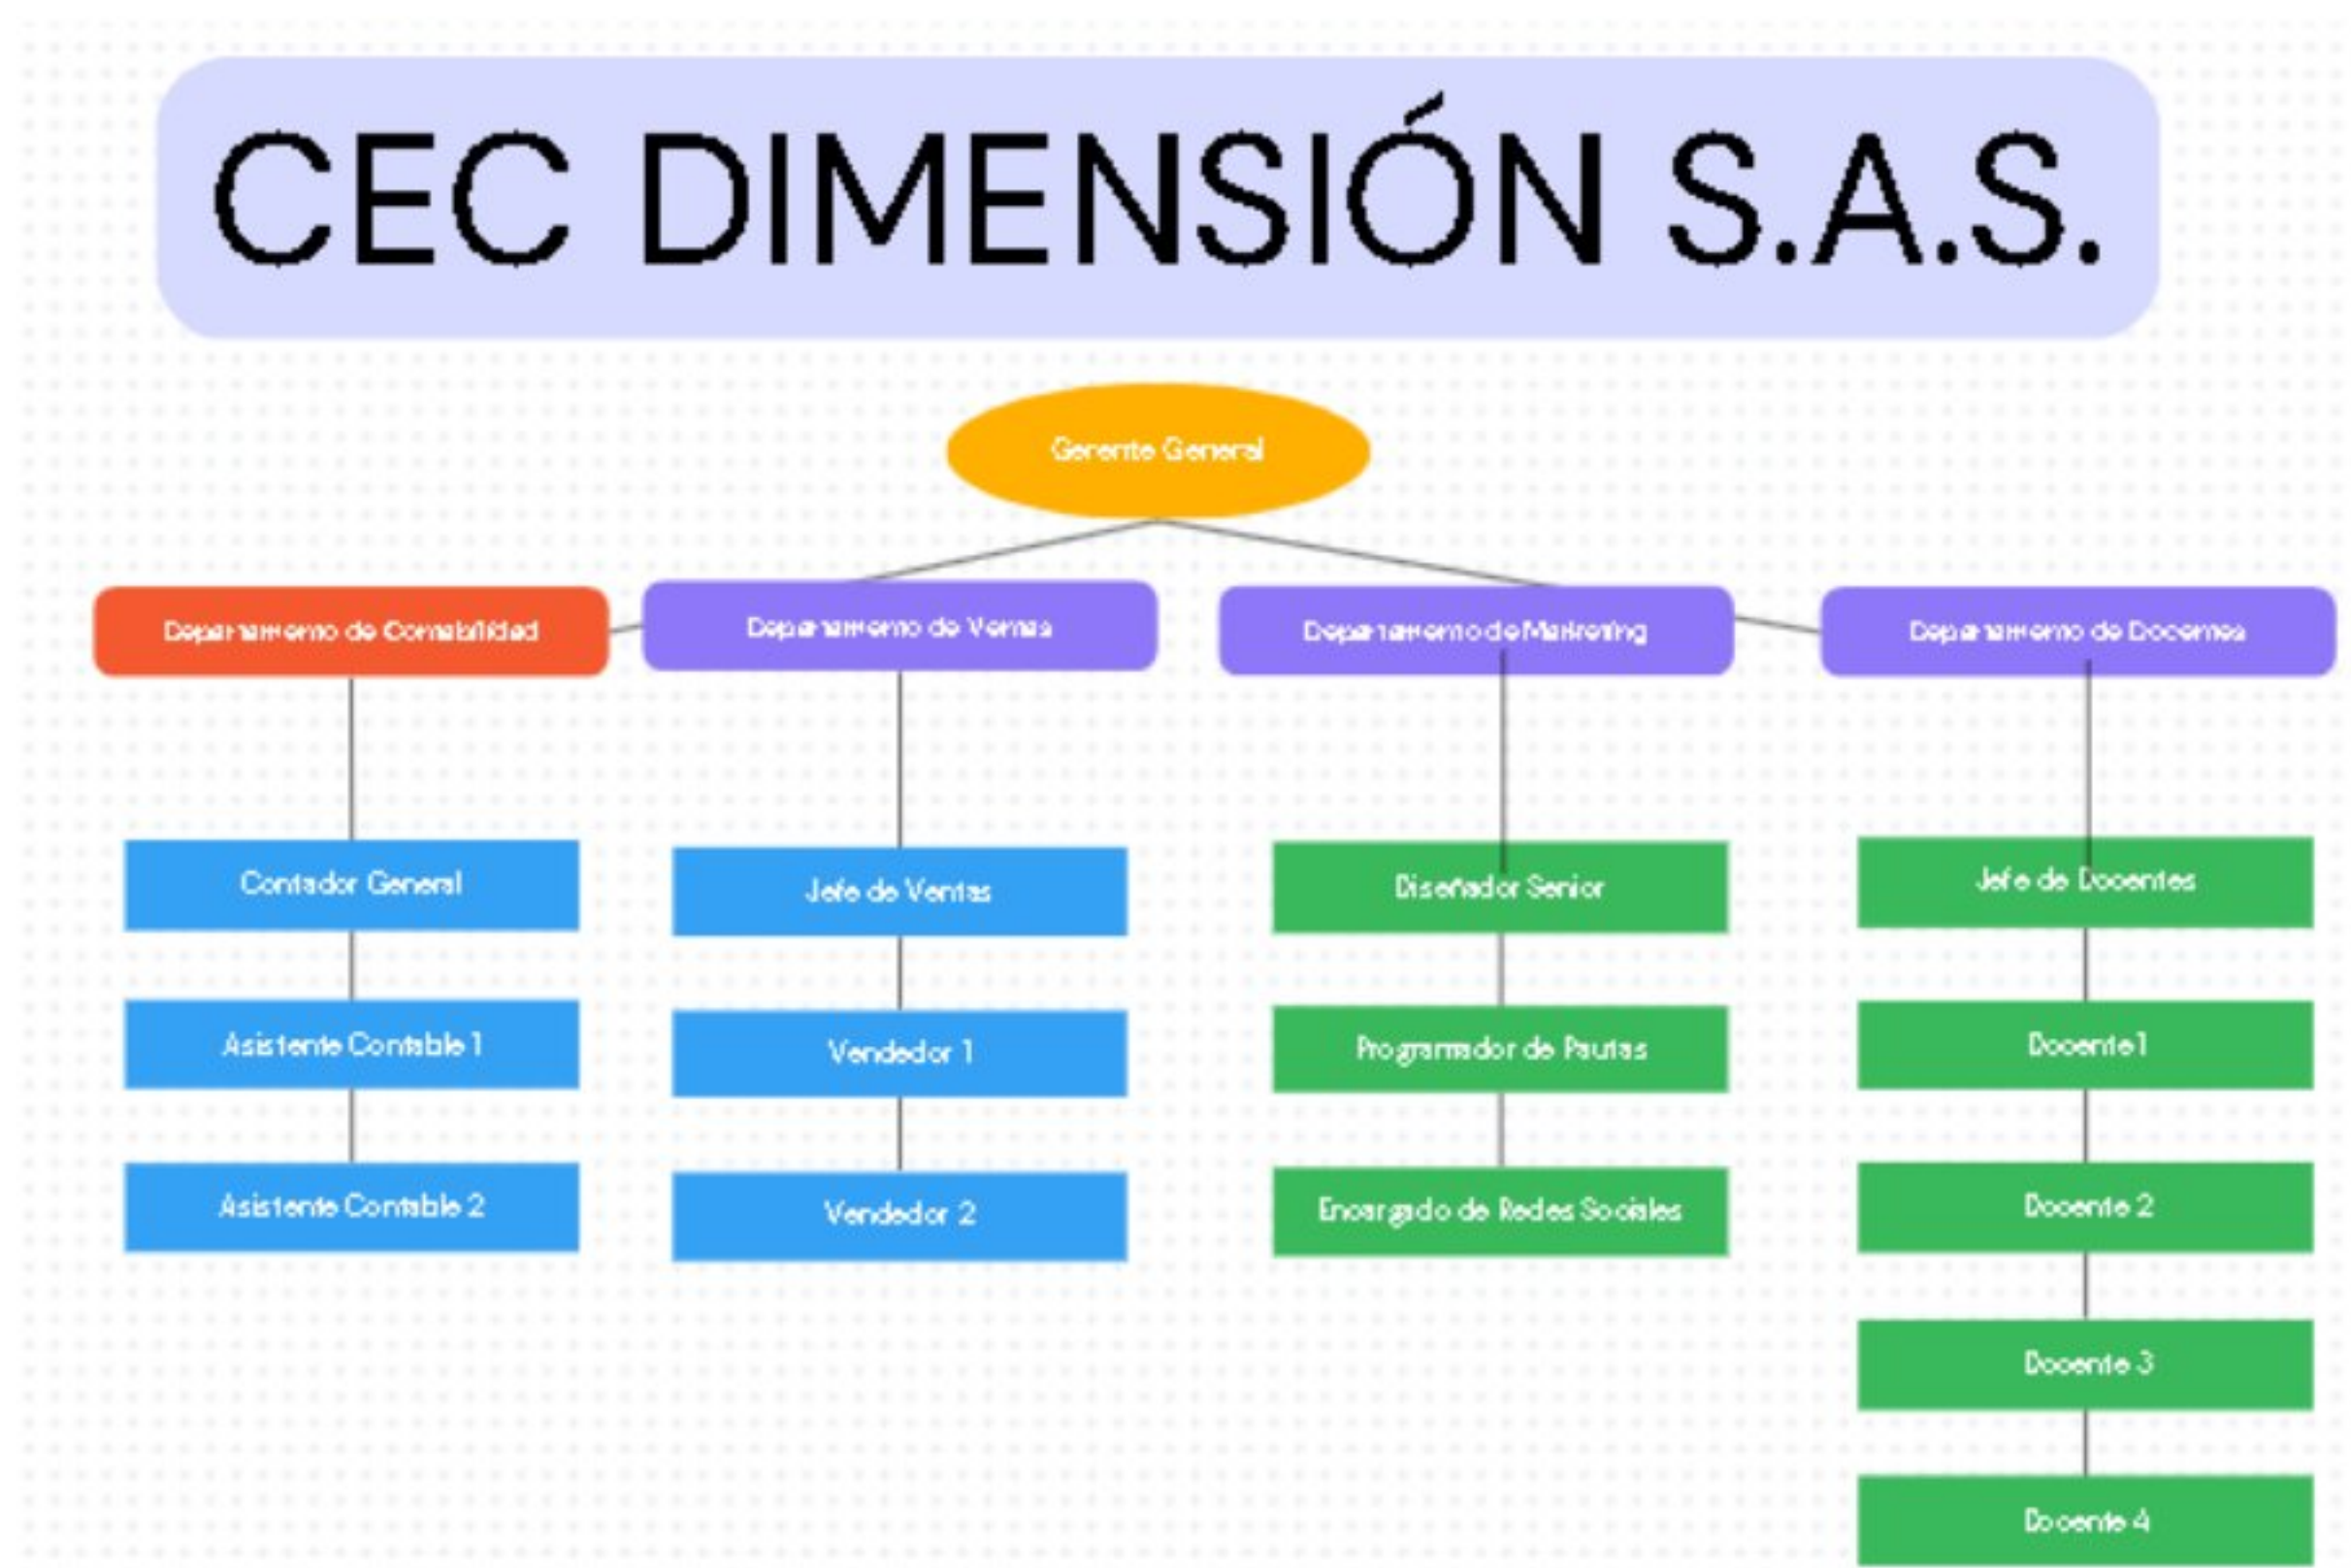 CEC DIMENSIÓN S.A.S.
Gerente General
Departamento de Contabilidad
Departamento de Ventas
Departamento de Marketing
Departamento de Docentes
Contador General
Jefe de Ventas
Diseñador Senior
Jefe de Docentes
Asistente Contable 1
Vendedor 1
Programador de Pautas
Docente 1
Asistente Contable 2
Vendedor 2
Encargado de Redes Sociales
Docente 2
Docente 3
Docente 4